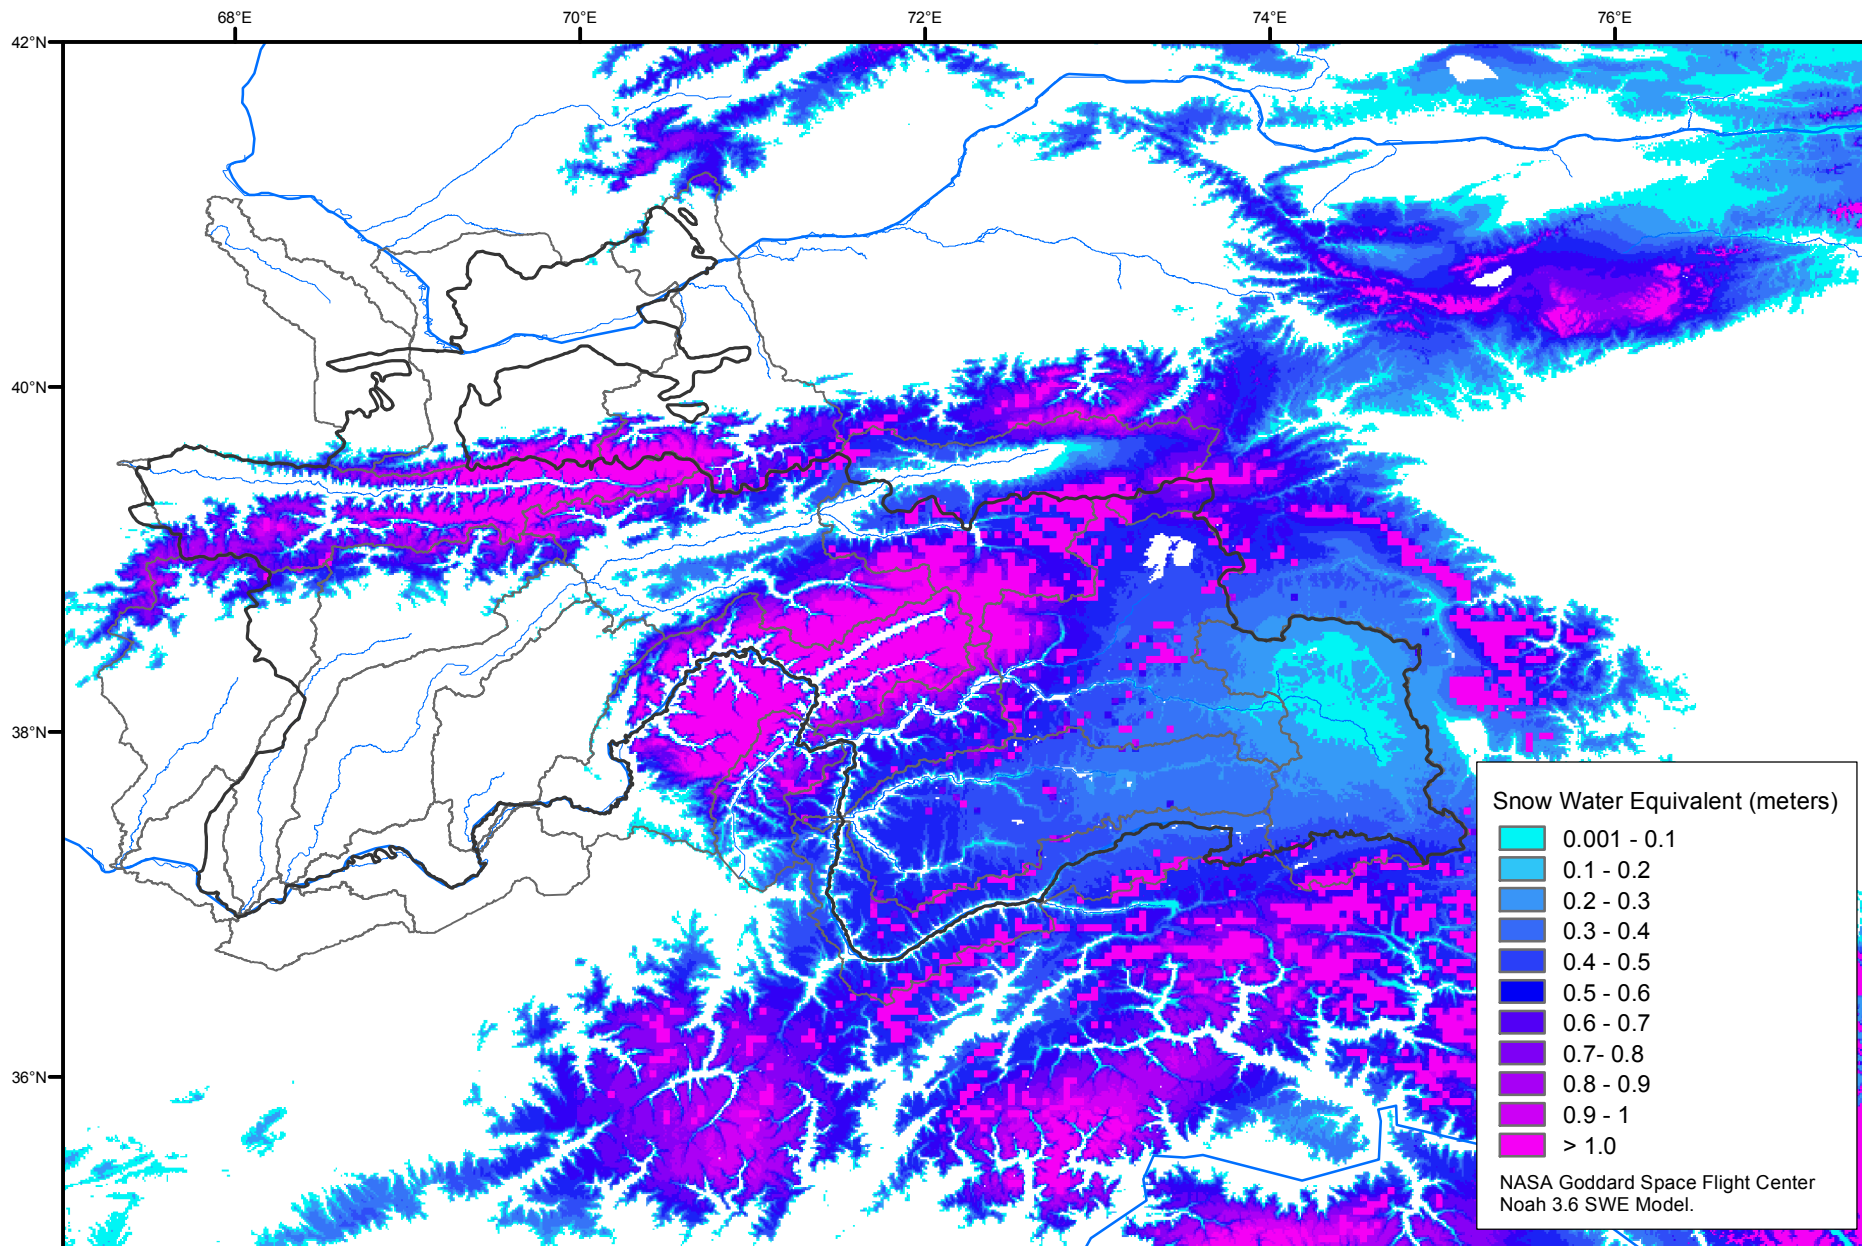 68°E 70°E 72°E 74°E 76°E
42°N
40°N
38°N
36°N
Snow Water Equivalent (meters)
0.001 - 0.1
0.1 - 0.2
0.2 - 0.3
0.3 - 0.4
0.4 - 0.5
0.5 - 0.6
0.6 - 0.7
0.7- 0.8
0.8 - 0.9
0.9 - 1
> 1.0
NASA Goddard Space Flight Center
Noah 3.6 SWE Model.